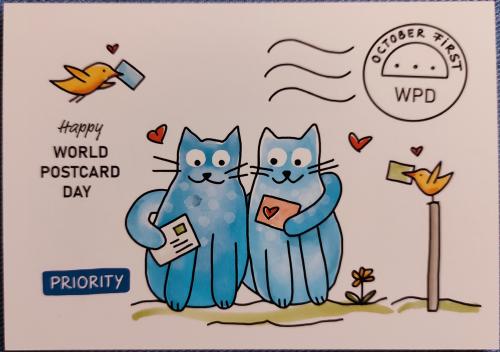 OCTOBER FIRST
WPD
Happy
WORLD
POSTCARD
DAY
PRIORITY